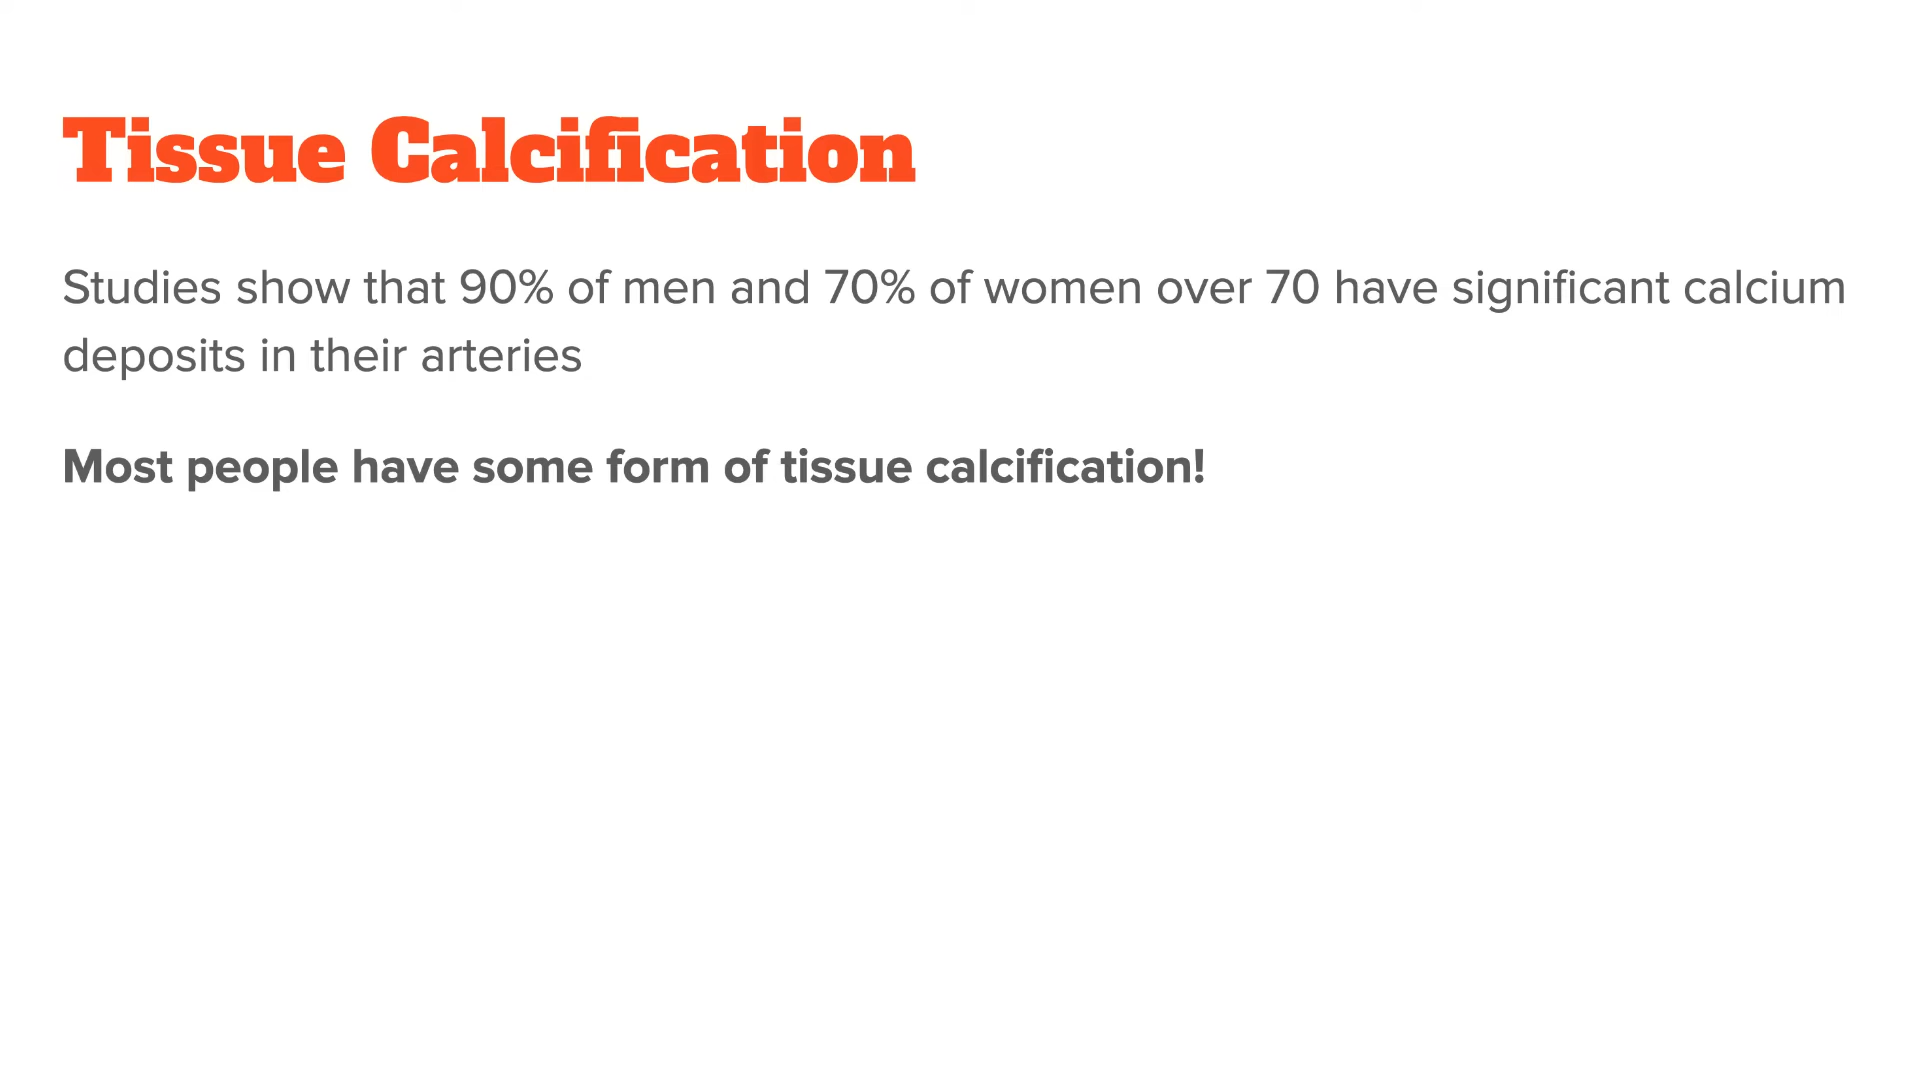 Tissue Calcification
Studies show that 90% of men and 70% of women over 70 have significant calcium
deposits in their arteries
Most people have some form of tissue calcification!